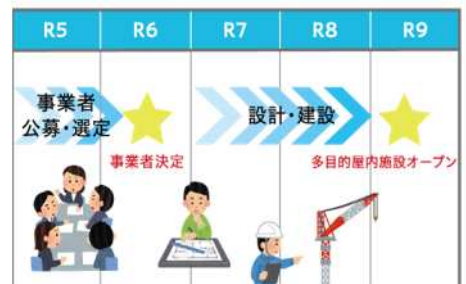 R5 R6 R7 R8 R9
事業者
公募・選定
設計・建設
事業者決定
多目的屋内施設オープン